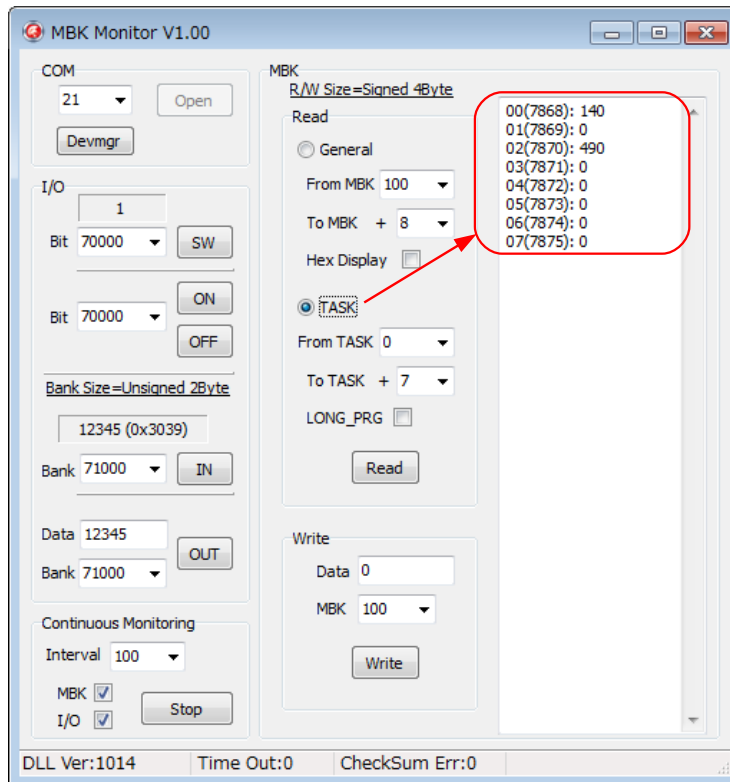 MBK Monitor V1.00
COM
21
Open
Devmgr
I/O
1
Bit 70000 SW
Bit 70000 ON
OFF
Bank Size=Unsigned 2Byte
12345 (0x3039)
Bank 71000 IN
Data 12345
OUT
Bank 71000
Continuous Monitoring
Interval 100
MBK
I/O
Stop
MBK
R/W Size=Signed 4Byte
Read
General
From MBK 100
To MBK + 8
Hex Display
TASK
From TASK 0
To TASK + 7
LONG_PRG
Read
Write
Data 0
MBK 100
Write
00(7868): 140
01(7869): 0
02(7870): 490
03(7871): 0
04(7872): 0
05(7873): 0
06(7874): 0
07(7875): 0
DLL Ver:1014 Time Out:0 CheckSum Err:0